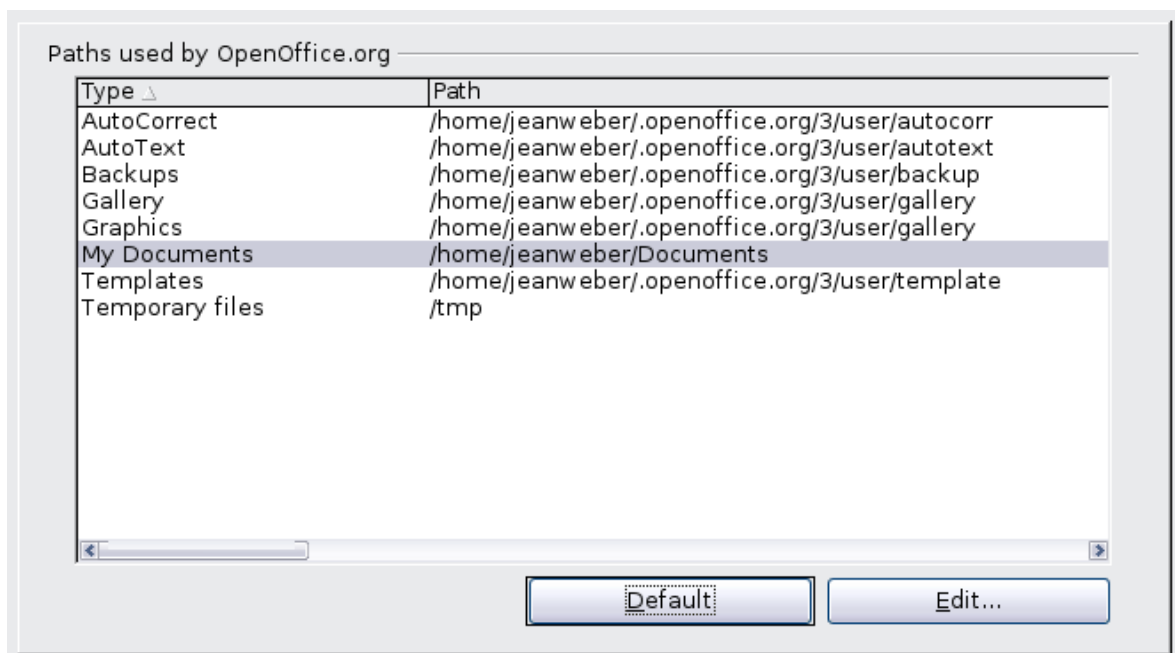 Paths used by OpenOffice.org
Type Path
AutoCorrect /home/jeanweber/.openoffice.org/3/user/autocorr
AutoText /home/jeanweber/.openoffice.org/3/user/autotext
Backups /home/jeanweber/.openoffice.org/3/user/backup
Gallery /home/jeanweber/.openoffice.org/3/user/gallery
Graphics /home/jeanweber/.openoffice.org/3/user/gallery
My Documents /home/jeanweber/Documents
Templates /home/jeanweber/.openoffice.org/3/user/template
Temporary files /tmp
Default Edit...